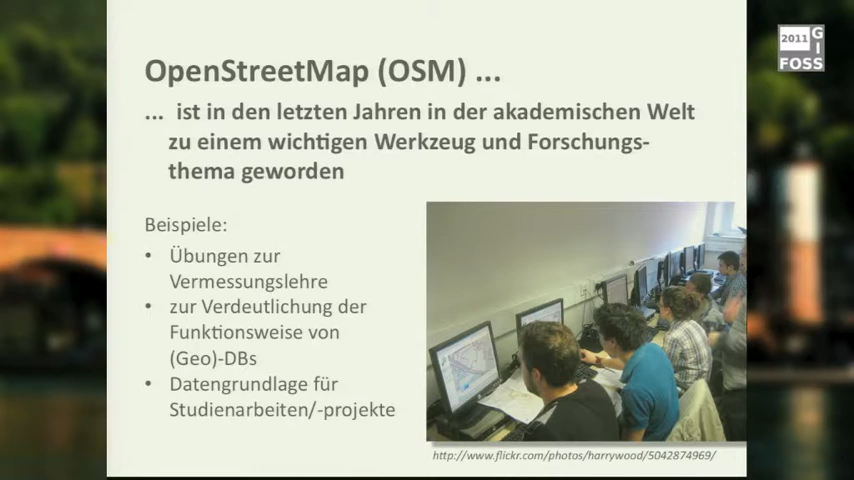 OpenStreetMap (OSM) ...
... ist in den letzten Jahren in der akademischen Welt
zu einem wichtigen Werkzeug und Forschungs-
thema geworden
Beispiele:
• Übungen zur
Vermessungslehre
• zur Verdeutlichung der
Funktionsweise von
(Geo)-DBs
• Datengrundlage für
Studienarbeiten/-projekte
http://www.flickr.com/photos/harrywood/5042874969/
2011 G
I
FOSS